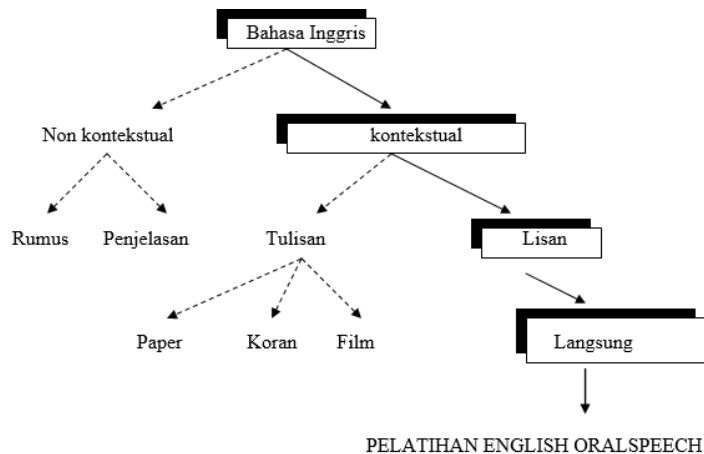 Bahasa Inggris
Non kontekstual
kontekstual
Rumus
Penjelasan
Tulisan
Lisan
Paper
Koran
Film
Langsung
PELATIHAN ENGLISH ORALSPEECH